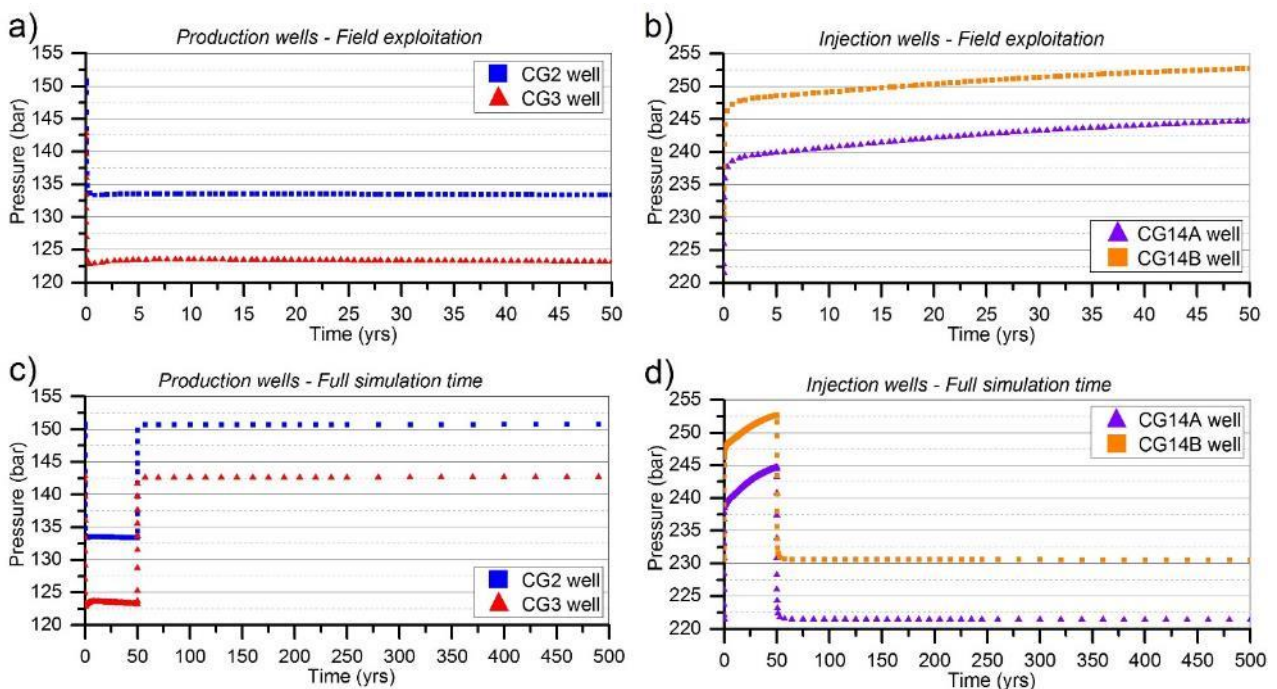 a)
Production wells - Field exploitation
155
150
145
140
135
130
125
120
Pressure (bar)
CG2 well
CG3 well
0 5 10 15 20 25 30 35 40 45 50
Time (yrs)
b)
Injection wells - Field exploitation
255
250
245
240
235
230
225
220
Pressure (bar)
CG14A well
CG14B well
0 5 10 15 20 25 30 35 40 45 50
Time (yrs)
c)
Production wells - Full simulation time
155
150
145
140
135
130
125
120
Pressure (bar)
CG2 well
CG3 well
0 50 100 150 200 250 300 350 400 450 500
Time (yrs)
d)
Injection wells - Full simulation time
255
250
245
240
235
230
225
220
Pressure (bar)
CG14A well
CG14B well
0 50 100 150 200 250 300 350 400 450 500
Time (yrs)